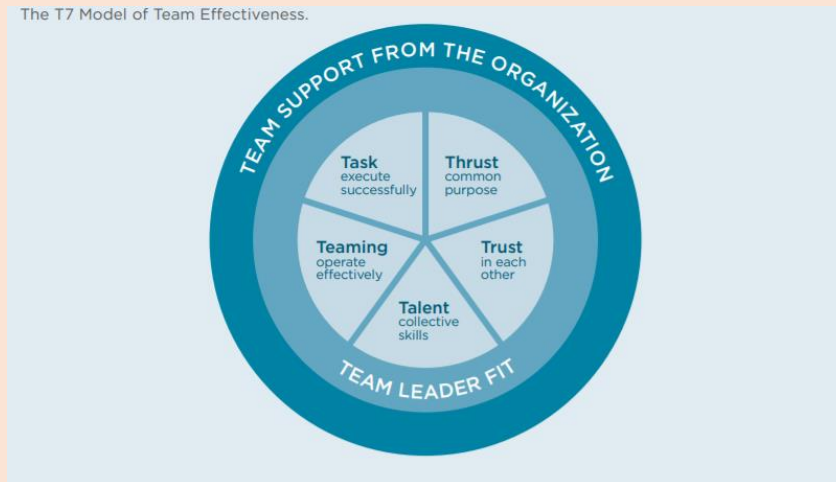 The T7 Model of Team Effectiveness.
TEAM SUPPORT FROM THE ORGANIZATION
Task
execute
successfully
Thrust
common
purpose
Teaming
operate
effectively
Trust
in each
other
Talent
collective
skills
TEAM LEADER FIT